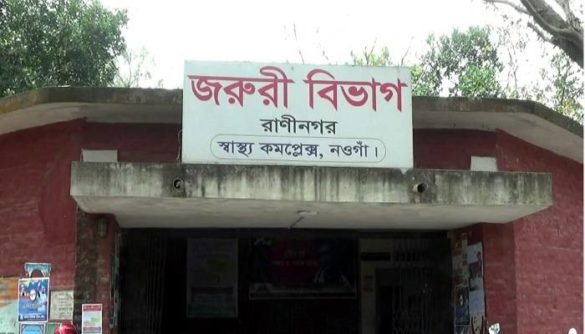 জরুরী বিভাগ
রাণীনগর
স্বাস্থ্য কমপ্লেক্স, নওগাঁ।